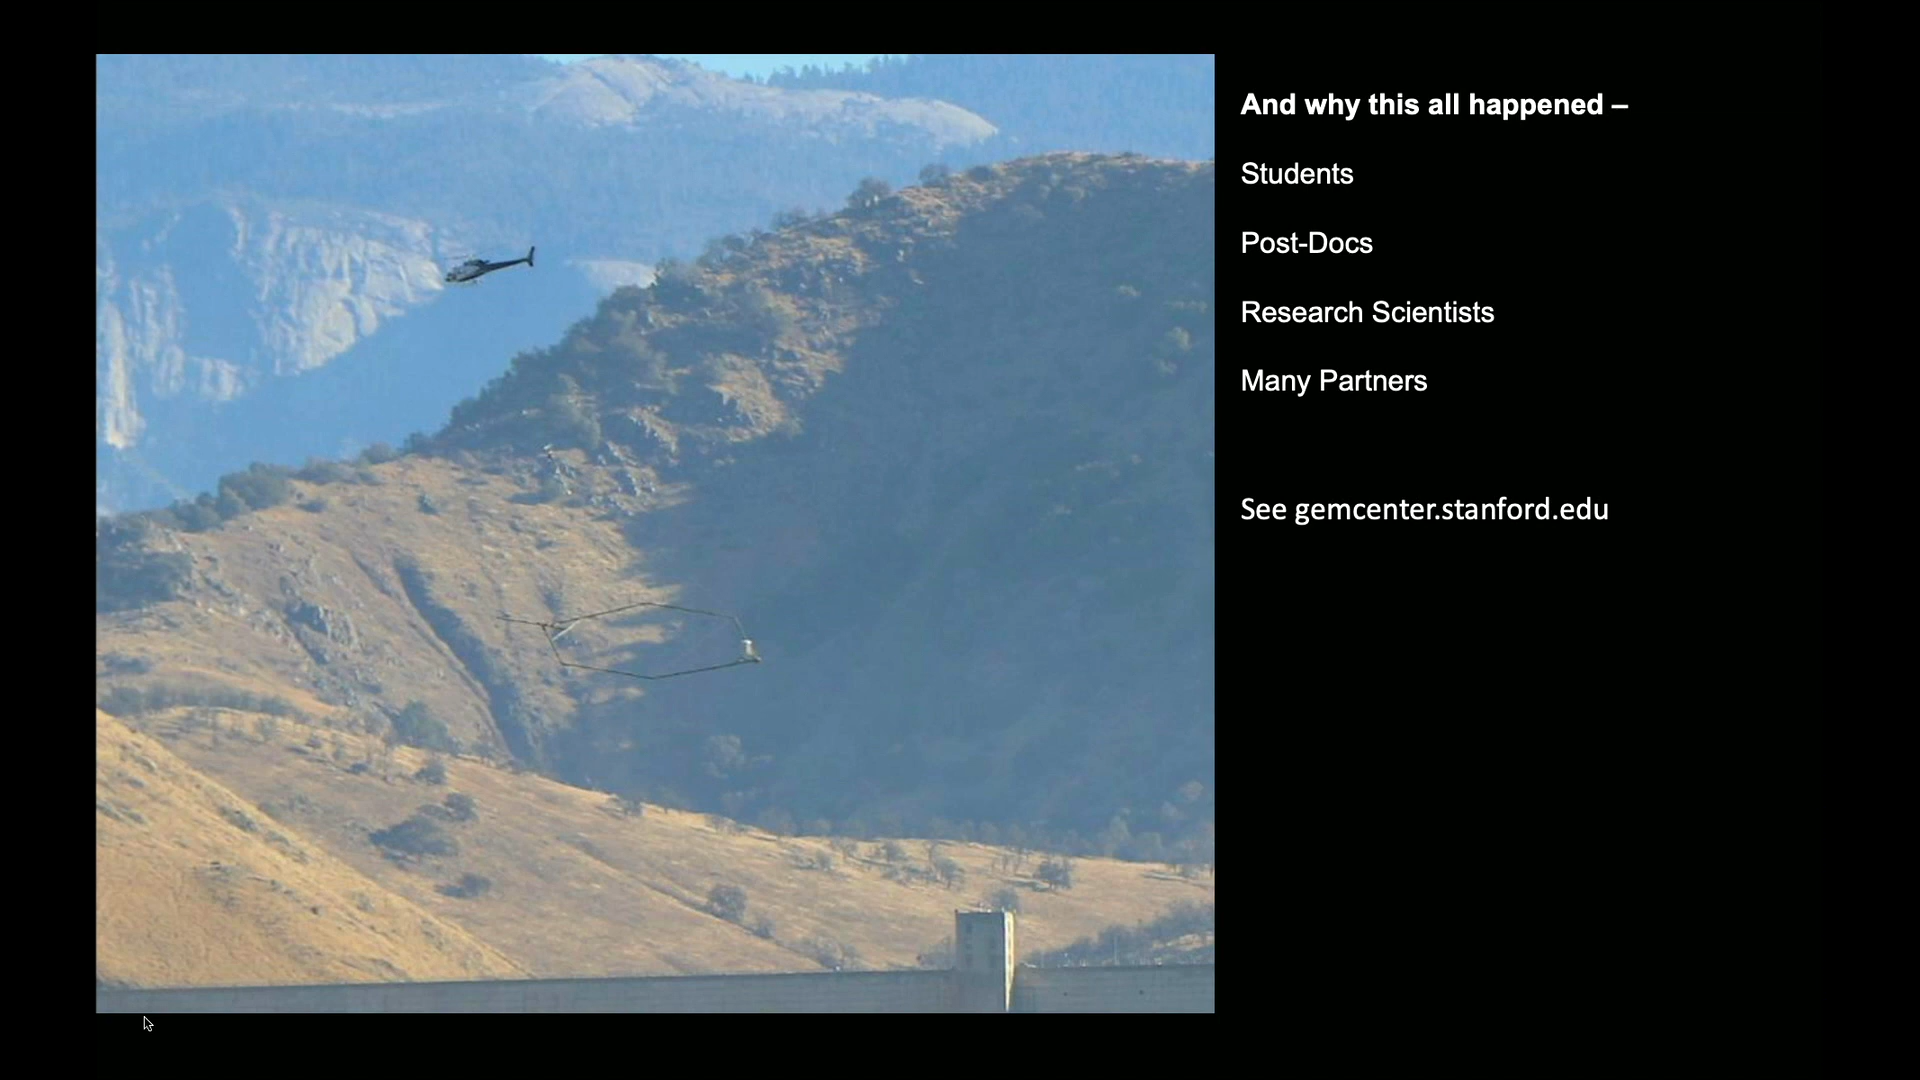 And why this all happened –
Students
Post-Docs
Research Scientists
Many Partners
See gemcenter.stanford.edu